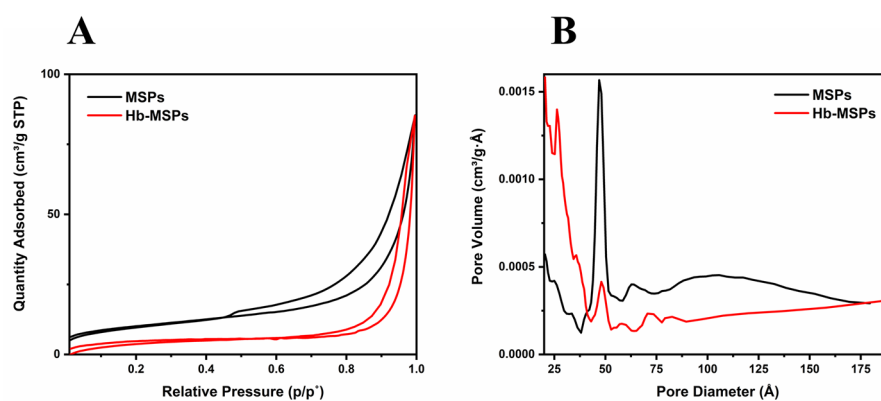 A
Quantity Adsorbed (cm³/g STP)
100
50
0
MSPs
Hb-MSPs
0.0 0.2 0.4 0.6 0.8 1.0
Relative Pressure (p/p˚)
B
Pore Volume (cm³/g·Å)
0.0015
0.0010
0.0005
0.0000
MSPs
Hb-MSPs
25 50 75 100 125 150 175
Pore Diameter (Å)